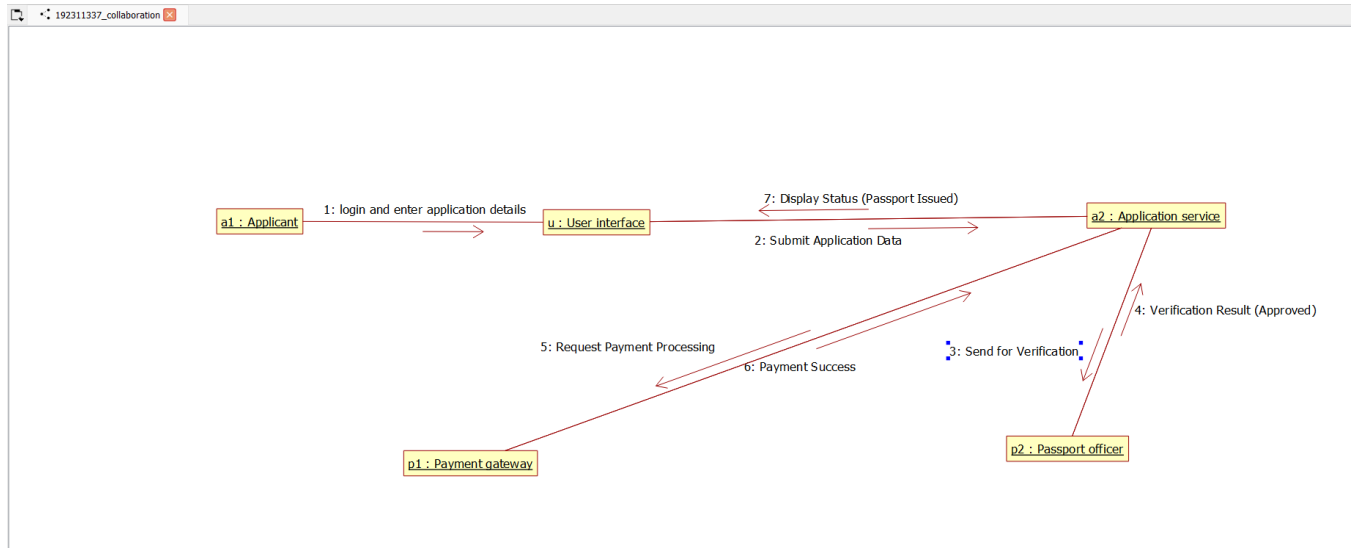 192311337_collaboration
7: Display Status (Passport Issued)
1: login and enter application details
a1 : Applicant
u : User interface
a2 : Application service
2: Submit Application Data
4: Verification Result (Approved)
5: Request Payment Processing
3: Send for Verification
6: Payment Success
p2 : Passport officer
p1 : Payment gateway